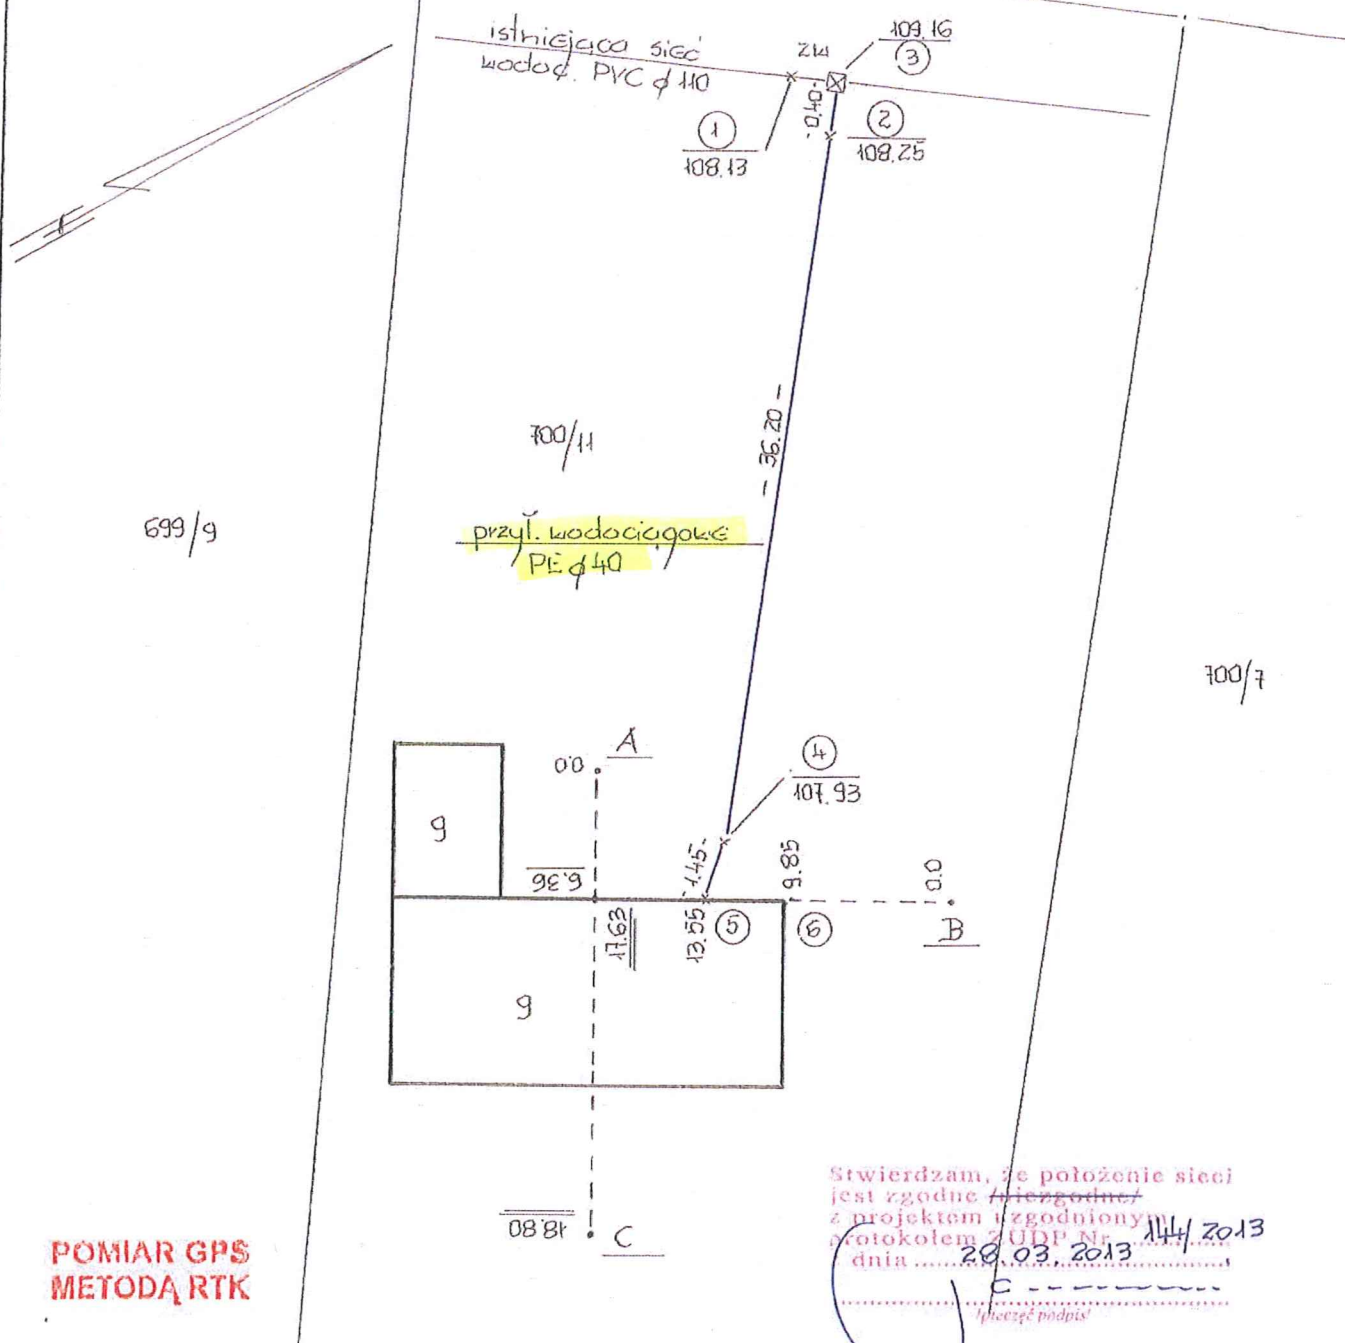 istniejąca sieć
wodoc. PVC ø 110
ZW
109.16
3
1
108.13
-0.40-
2
108.25
- 36.20 -
700/11
699/9
przył. wodociągowe
PE ø 40
700/7
A
0.0
4
107.93
g
6.36
-1.45-
9.85
0.0
17.63
13.55
5
6
B
g
18.80
C
POMIAR GPS
METODĄ RTK
Stwierdzam, że położenie sieci
jest zgodne /niezgodne/
z projektem uzgodnionym
protokołem ZUDP Nr 144/2013
dnia 28.03.2013
C
/pieczęć podpis/